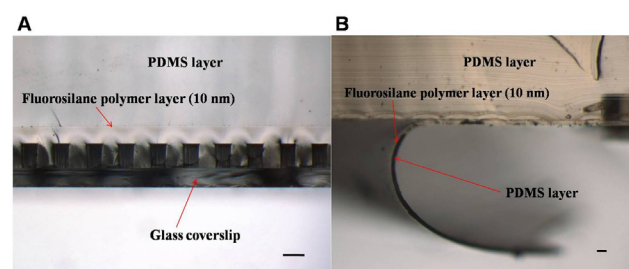 A
PDMS layer
Fluorosilane polymer layer (10 nm)
Glass coverslip
B
PDMS layer
Fluorosilane polymer layer (10 nm)
PDMS layer